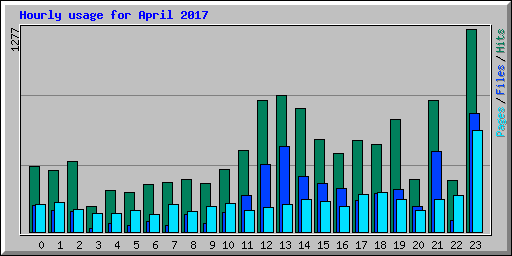 Hourly usage for April 2017
1277
Pages / Files / Hits
0 1 2 3 4 5 6 7 8 9 10 11 12 13 14 15 16 17 18 19 20 21 22 23